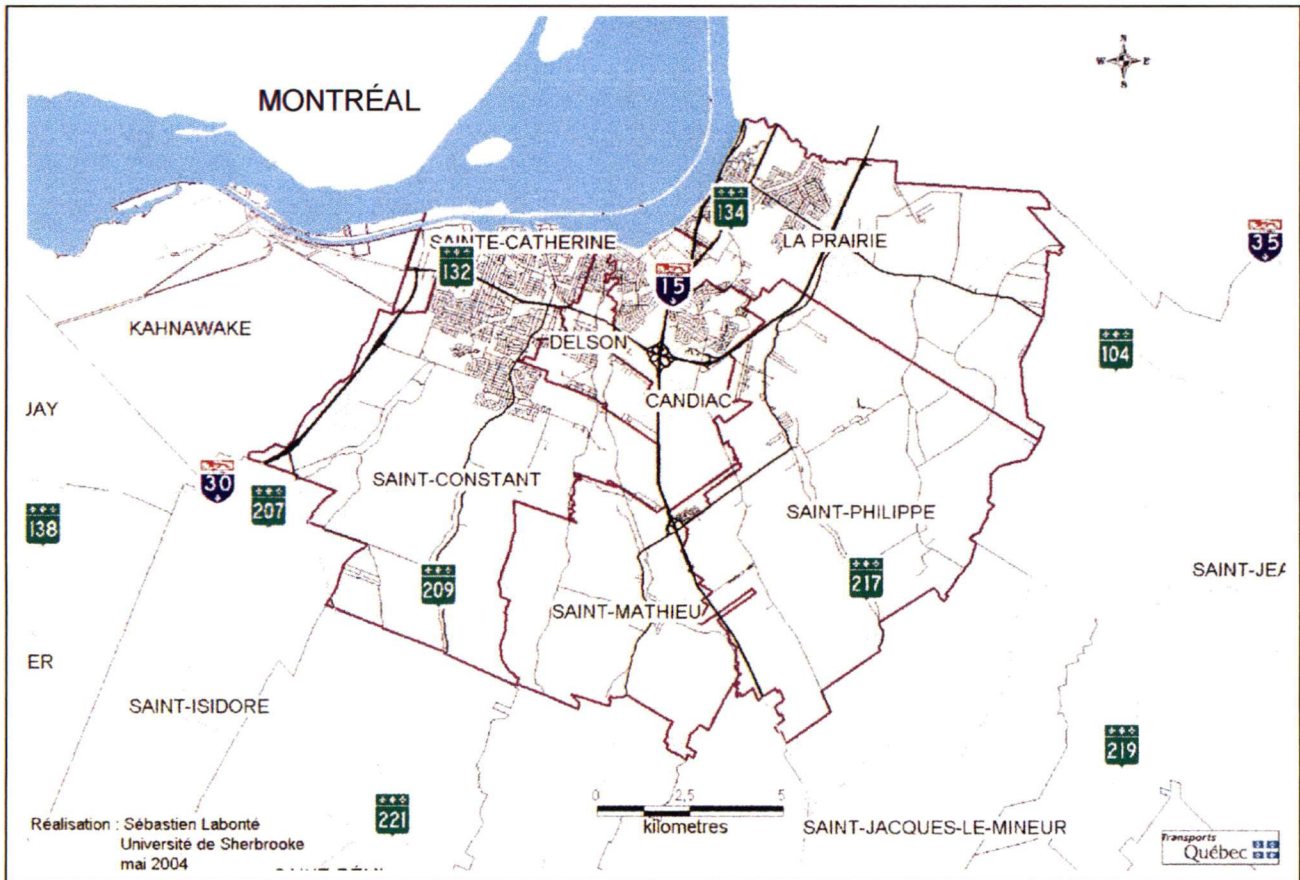 N
W E
S
MONTRÉAL
134
35
SAINTE-CATHERINE
LA PRAIRIE
132
15
KAHNAWAKE
DELSON
104
JAY
CANDIAC
30
SAINT-CONSTANT
207
138
SAINT-PHILIPPE
209
217
SAINT-JEA
SAINT-MATHIEU
ER
SAINT-ISIDORE
219
0 2,5 5
kilometres
221
SAINT-JACQUES-LE-MINEUR
Réalisation : Sébastien Labonté
Université de Sherbrooke
mai 2004
Transports
Québec